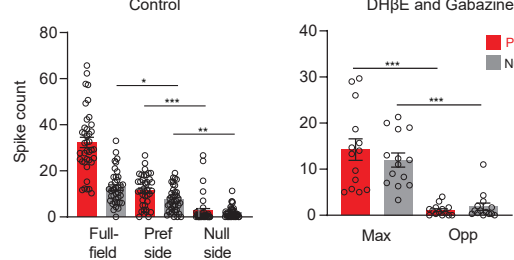 Control
Spike count
80
60
40
20
0
*
***
**
Full-
field
Pref
side
Null
side
DHβE and Gabazine
40
30
20
10
0
***
***
P
N
Max
Opp